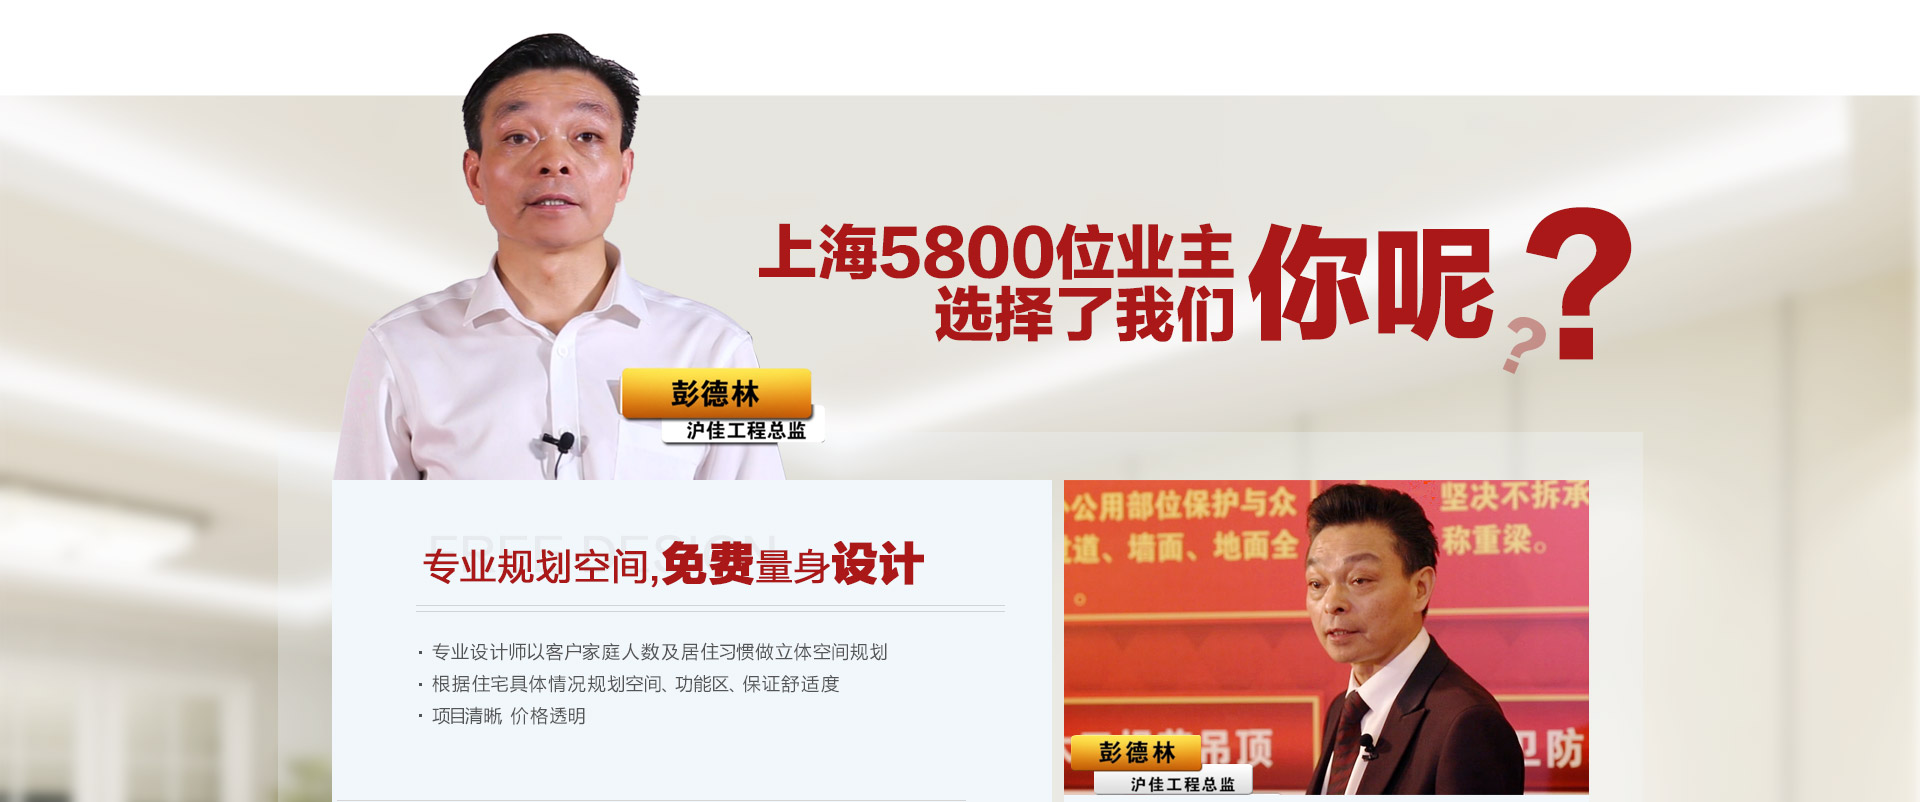 上海5800位业主
选择了我们
你呢?
?
彭德林
沪佳工程总监
FREE DESIGN
专业规划空间,免费量身设计
· 专业设计师以客户家庭人数及居住习惯做立体空间规划
· 根据住宅具体情况规划空间、功能区、保证舒适度
· 项目清晰 价格透明
公用部位保护与众
道、墙面、地面全
。
坚决不拆承
称重梁。
吊顶
卫防
彭德林
沪佳工程总监